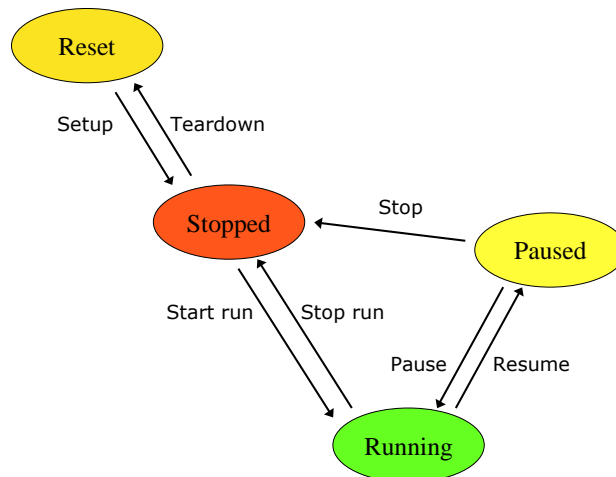 Reset
Setup
Teardown
Stopped
Stop
Paused
Start run
Stop run
Pause
Resume
Running